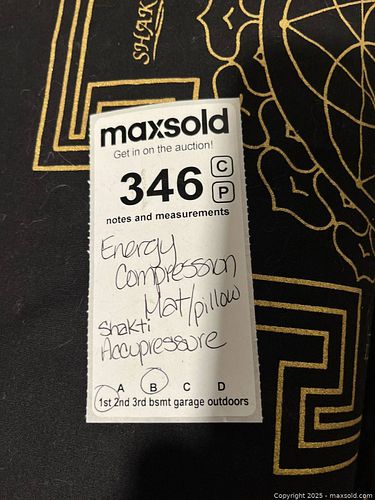 SHAK
maxsold
Get in on the auction!
346 C
P
notes and measurements
Energy
Compression
Mat/pillow
Shakti
Accupressure
A B C D
1st 2nd 3rd bsmt garage outdoors
Copyright 2025 - maxsold.com